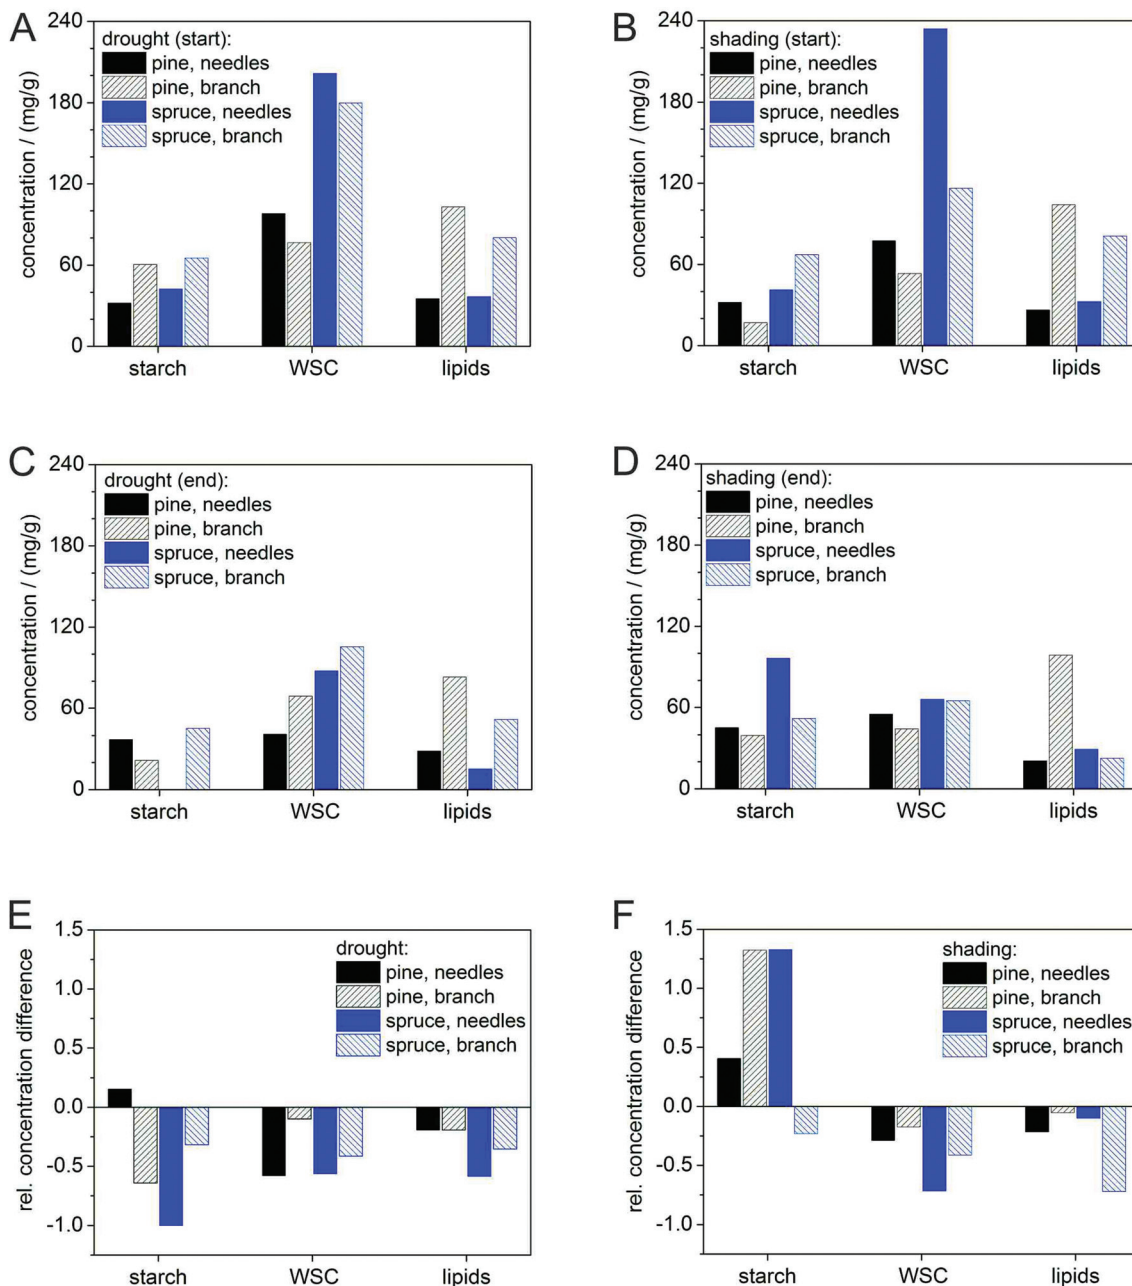 A
concentration / (mg/g)
240
180
120
60
0
drought (start):
pine, needles
pine, branch
spruce, needles
spruce, branch
starch WSC lipids
B
concentration / (mg/g)
240
180
120
60
0
shading (start):
pine, needles
pine, branch
spruce, needles
spruce, branch
starch WSC lipids
C
concentration / (mg/g)
240
180
120
60
0
drought (end):
pine, needles
pine, branch
spruce, needles
spruce, branch
starch WSC lipids
D
concentration / (mg/g)
240
180
120
60
0
shading (end):
pine, needles
pine, branch
spruce, needles
spruce, branch
starch WSC lipids
E
rel. concentration difference
1.5
1.0
0.5
0.0
-0.5
-1.0
drought:
pine, needles
pine, branch
spruce, needles
spruce, branch
starch WSC lipids
F
rel. concentration difference
1.5
1.0
0.5
0.0
-0.5
-1.0
shading:
pine, needles
pine, branch
spruce, needles
spruce, branch
starch WSC lipids